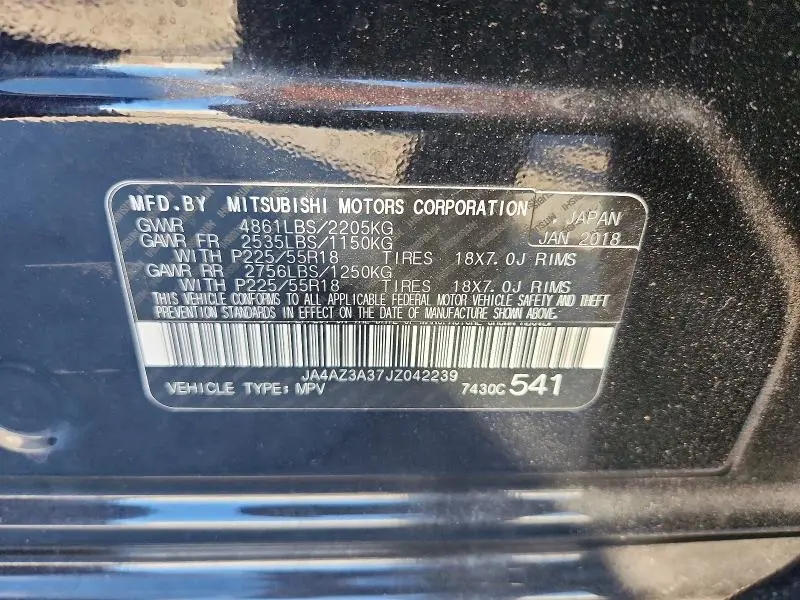 MFD.BY MITSUBISHI MOTORS CORPORATION
JAPAN
JAN 2018
GVWR 4861LBS/2205KG
GAWR FR 2535LBS/1150KG
WITH P225/55R18 TIRES 18X7.0J RIMS
GAWR RR 2756LBS/1250KG
WITH P225/55R18 TIRES 18X7.0J RIMS
THIS VEHICLE CONFORMS TO ALL APPLICABLE FEDERAL MOTOR VEHICLE SAFETY AND THEFT
PREVENTION STANDARDS IN EFFECT ON THE DATE OF MANUFACTURE SHOWN ABOVE.
JA4AZ3A37JZ042239
VEHICLE TYPE: MPV 7430C 541